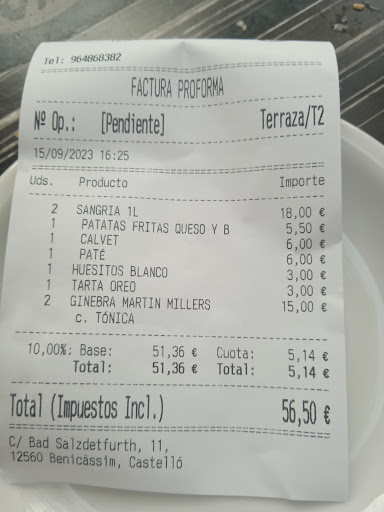 Tel: 964868382
FACTURA PROFORMA
Nº Op.: [Pendiente] Terraza/T2
15/09/2023 16:25
Uds. Producto Importe
2 SANGRIA 1L 18,00 €
1 PATATAS FRITAS QUESO Y B 5,50 €
1 CALVET 6,00 €
1 PATÉ 6,00 €
1 HUESITOS BLANCO 3,00 €
1 TARTA OREO 3,00 €
2 GINEBRA MARTIN MILLERS 15,00 €
c. TÓNICA
10,00%: Base: 51,36 € Cuota: 5,14 €
Total: 51,36 € Total: 5,14 €
Total (Impuestos Incl.) 56,50 €
C/ Bad Salzdetfurth, 11,
12560 Benicàssim, Castelló